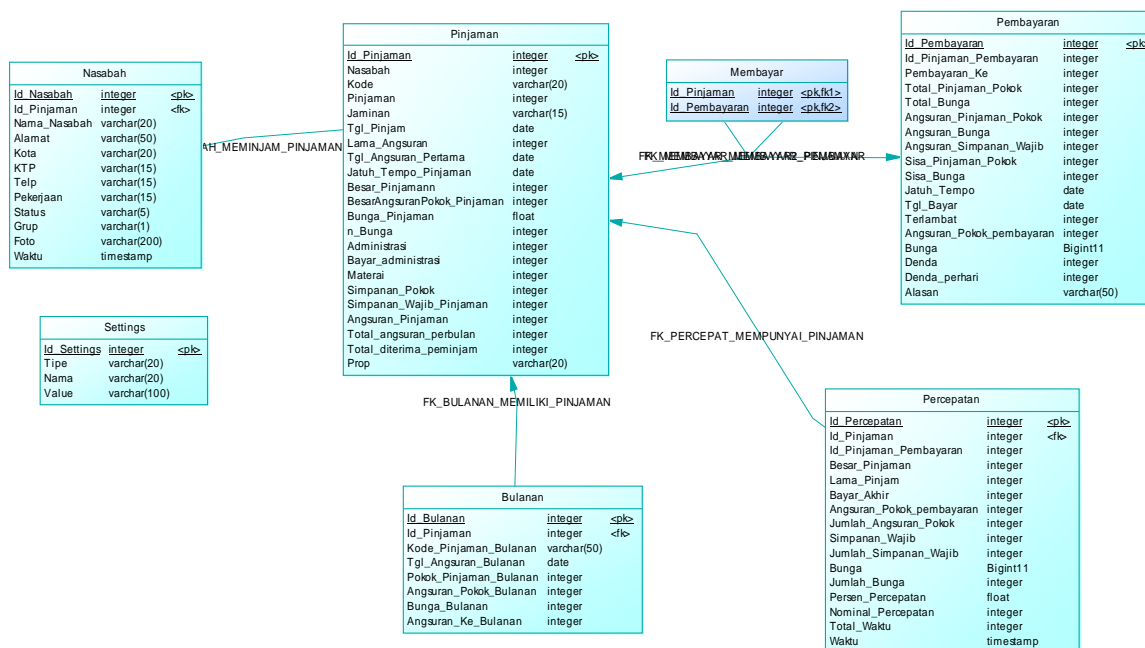 Nasabah
Id_Nasabah integer <pk>
Id_Pinjaman integer <fk>
Nama_Nasabah varchar(20)
Alamat varchar(50)
Kota varchar(20)
KTP varchar(15)
Telp varchar(15)
Pekerjaan varchar(15)
Status varchar(5)
Grup varchar(1)
Foto varchar(200)
Waktu timestamp
Settings
Id_Settings integer <pk>
Tipe varchar(20)
Nama varchar(20)
Value varchar(100)
AH_MEMINJAM_PINJAMAN
Pinjaman
Id_Pinjaman integer <pk>
Nasabah integer
Kode varchar(20)
Pinjaman integer
Jaminan varchar(15)
Tgl_Pinjam date
Lama_Angsuran integer
Tgl_Angsuran_Pertama date
Jatuh_Tempo_Pinjaman date
Besar_Pinjamann integer
BesarAngsuranPokok_Pinjaman integer
Bunga_Pinjaman float
n_Bunga integer
Administrasi integer
Bayar_administrasi integer
Materai integer
Simpanan_Pokok integer
Simpanan_Wajib_Pinjaman integer
Angsuran_Pinjaman integer
Total_angsuran_perbulan integer
Total_diterima_peminjam integer
Prop varchar(20)
FK_BULANAN_MEMILIKI_PINJAMAN
Bulanan
Id_Bulanan integer <pk>
Id_Pinjaman integer <fk>
Kode_Pinjaman_Bulanan varchar(50)
Tgl_Angsuran_Bulanan date
Pokok_Pinjaman_Bulanan integer
Angsuran_Pokok_Bulanan integer
Bunga_Bulanan integer
Angsuran_Ke_Bulanan integer
Membayar
Id_Pinjaman integer <pk,fk1>
Id_Pembayaran integer <pk,fk2>
FK_PERCEPAT_MEMPUNYAI_PINJAMAN
Pembayaran
Id_Pembayaran integer <pk>
Id_Pinjaman_Pembayaran integer
Pembayaran_Ke integer
Total_Pinjaman_Pokok integer
Total_Bunga integer
Angsuran_Pinjaman_Pokok integer
Angsuran_Bunga integer
Angsuran_Simpanan_Wajib integer
Sisa_Pinjaman_Pokok integer
Sisa_Bunga integer
Jatuh_Tempo date
Tgl_Bayar date
Terlambat integer
Angsuran_Pokok_pembayaran integer
Bunga Bigint11
Denda integer
Denda_perhari integer
Alasan varchar(50)
Percepatan
Id_Percepatan integer <pk>
Id_Pinjaman integer <fk>
Id_Pinjaman_Pembayaran integer
Besar_Pinjaman integer
Lama_Pinjam integer
Bayar_Akhir integer
Angsuran_Pokok_pembayaran integer
Jumlah_Angsuran_Pokok integer
Simpanan_Wajib integer
Jumlah_Simpanan_Wajib integer
Bunga Bigint11
Jumlah_Bunga integer
Persen_Percepatan float
Nominal_Percepatan integer
Total_Waktu integer
Waktu timestamp